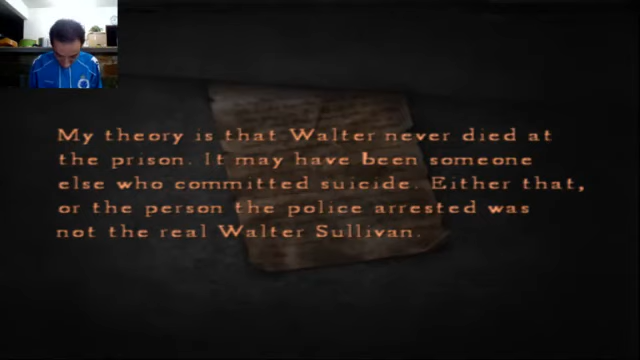 My theory is that Walter never died at
the prison. It may have been someone
else who committed suicide. Either that,
or the person the police arrested was
not the real Walter Sullivan.